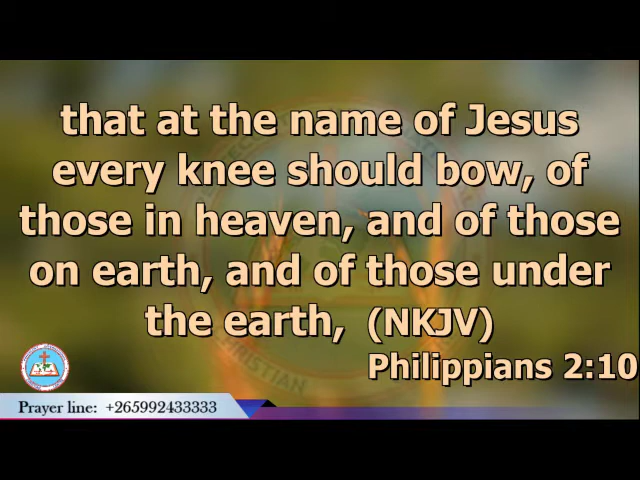 that at the name of Jesus
every knee should bow, of
those in heaven, and of those
on earth, and of those under
the earth, (NKJV)
Philippians 2:10
CHRISTIAN
Prayer line: +265992433333